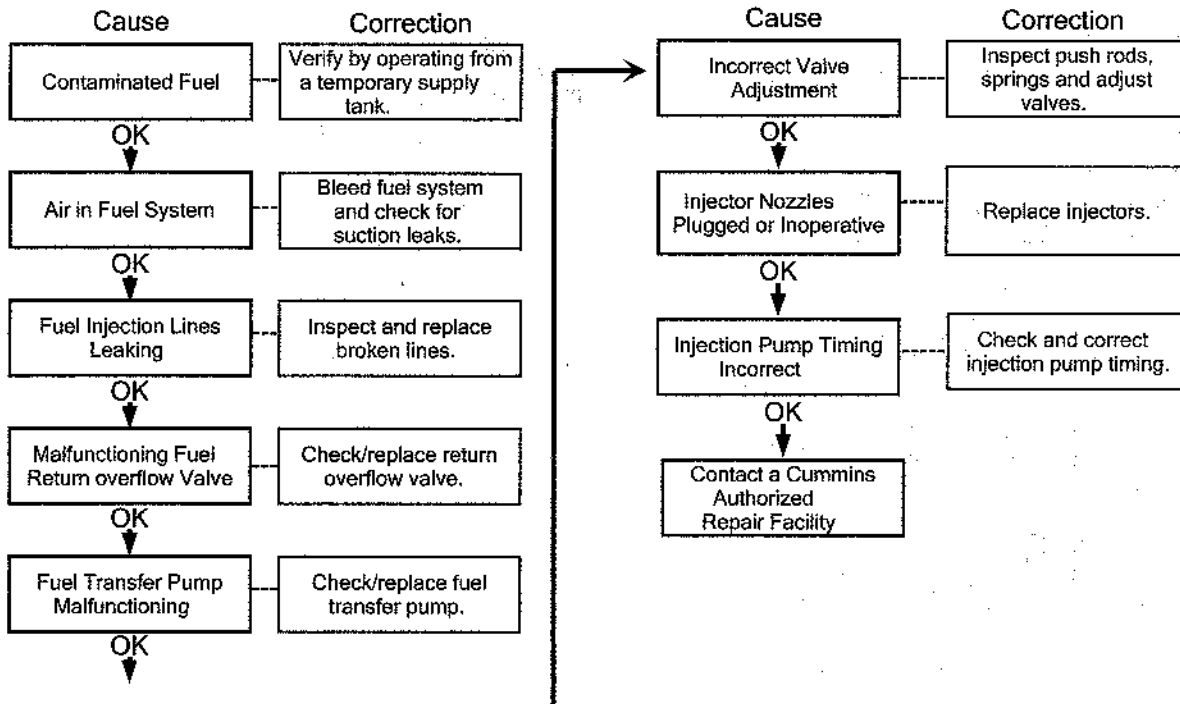 Cause
Correction
Contaminated Fuel
Verify by operating from
a temporary supply
tank.
OK
Air in Fuel System
Bleed fuel system
and check for
suction leaks.
OK
Fuel Injection Lines
Leaking
Inspect and replace
broken lines.
OK
Malfunctioning Fuel
Return overflow Valve
Check/replace return
overflow valve.
OK
Fuel Transfer Pump
Malfunctioning
Check/replace fuel
transfer pump.
OK
Cause
Correction
Incorrect Valve
Adjustment
Inspect push rods,
springs and adjust
valves.
OK
Injector Nozzles
Plugged or Inoperative
Replace injectors.
OK
Injection Pump Timing
Incorrect
Check and correct
injection pump timing.
OK
Contact a Cummins
Authorized
Repair Facility